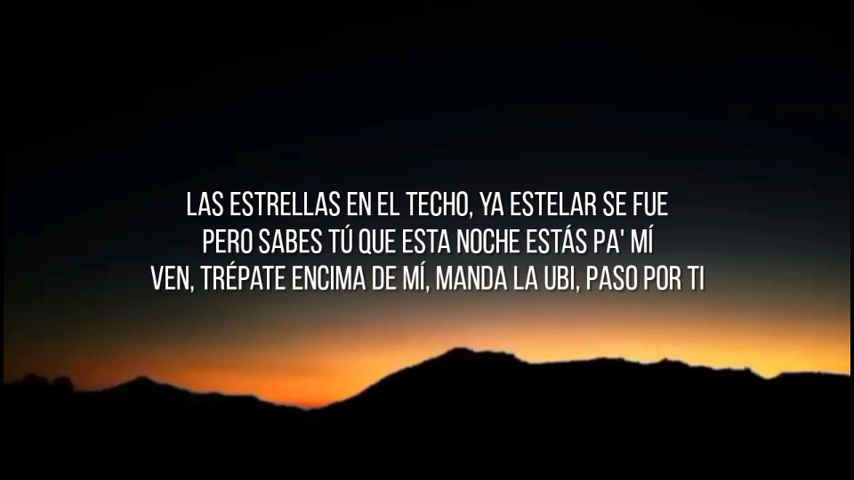 LAS ESTRELLAS EN EL TECHO, YA ESTELAR SE FUE
PERO SABES TÚ QUE ESTA NOCHE ESTÁS PA' MÍ
VEN, TRÉPATE ENCIMA DE MÍ, MANDA LA UBI, PASO POR TI